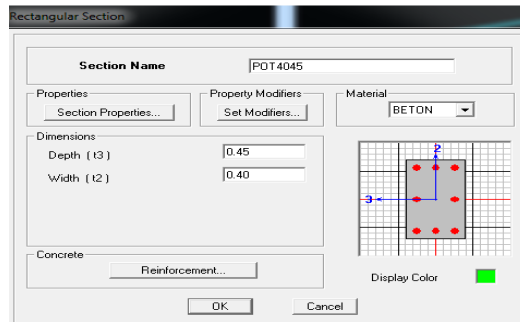 Rectangular Section
Section Name POT4045
Properties Property Modifiers Material
Section Properties... Set Modifiers... BETON
Dimensions
Depth ( t3 ) 0.45
Width ( t2 ) 0.40
2
3
Concrete
Reinforcement...
Display Color
OK Cancel